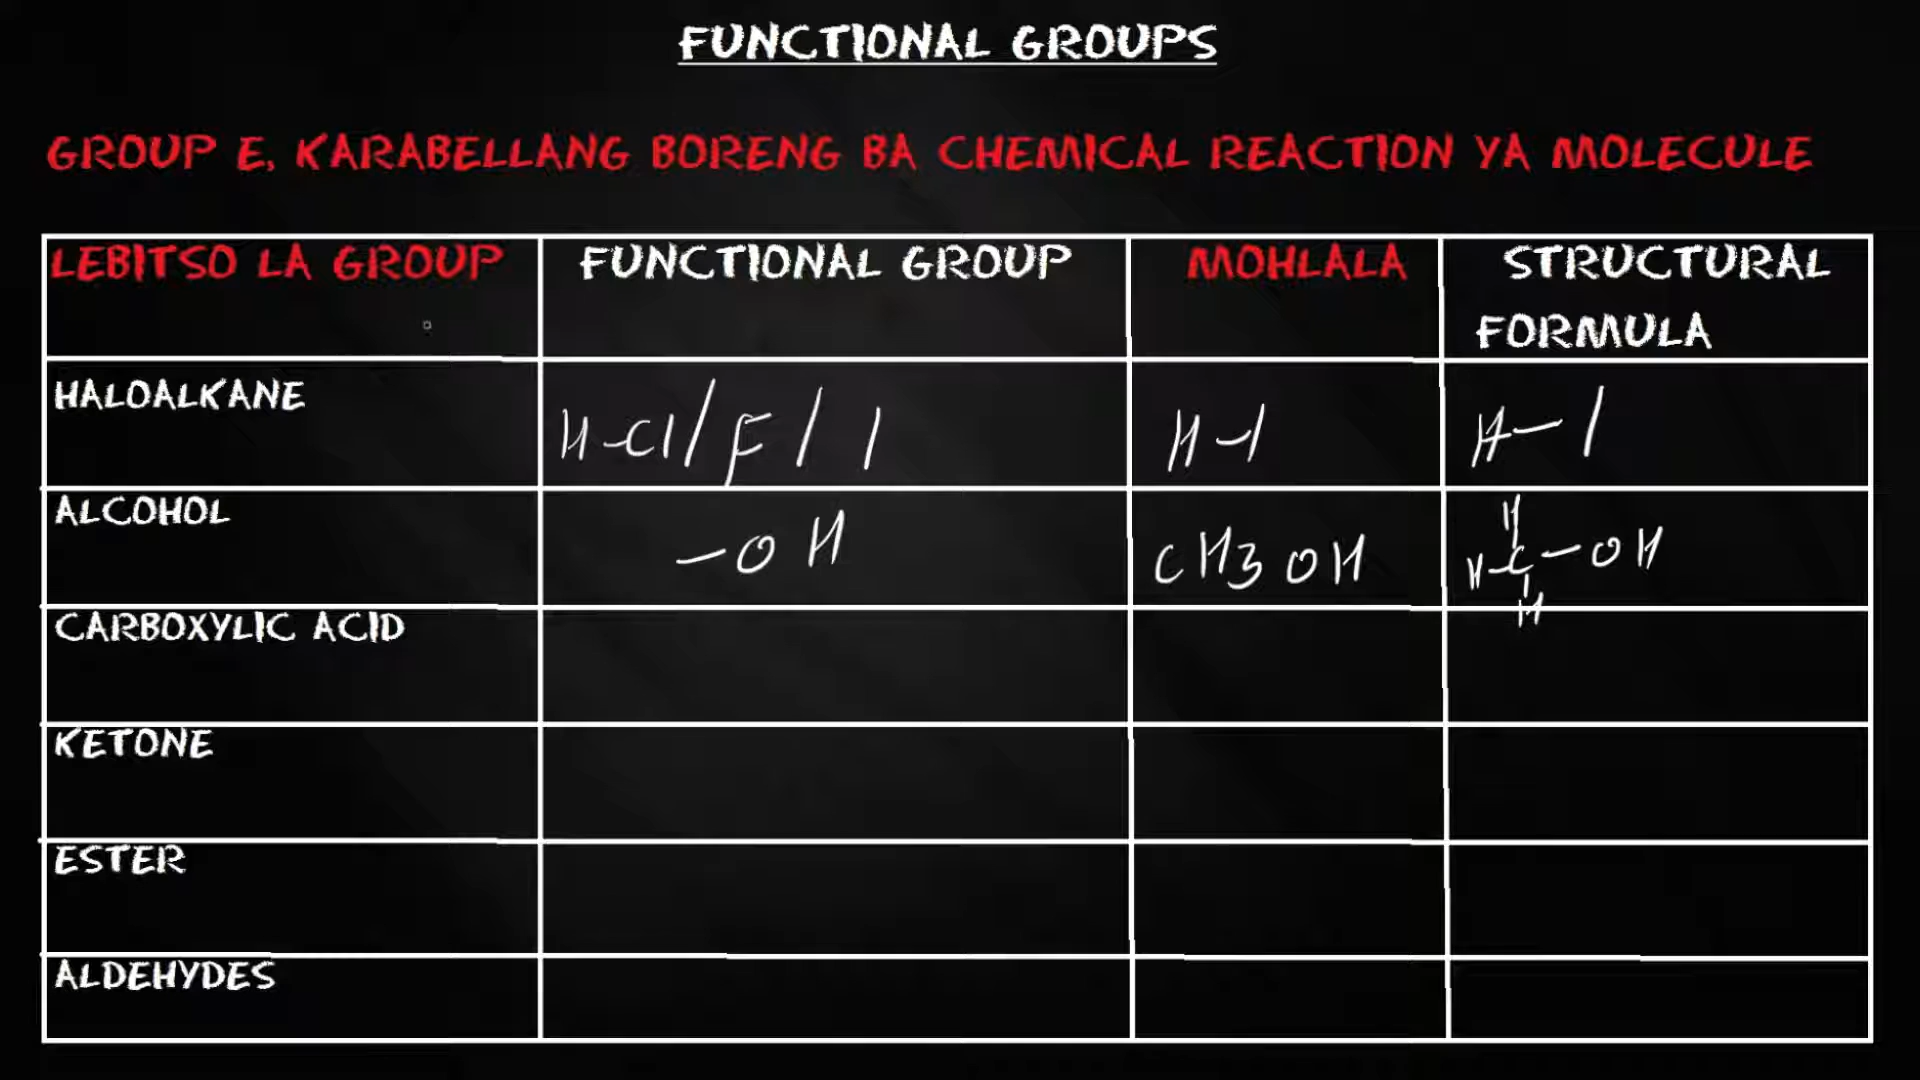 FUNCTIONAL GROUPS
GROUP E, KARABELLANG BORENG BA CHEMICAL REACTION YA MOLECULE
LEBITSO LA GROUP
FUNCTIONAL GROUP
MOHLALA
STRUCTURAL
FORMULA
HALOALKANE
H-Cl/F/I
H-I
H-I
ALCOHOL
-OH
CH3OH
H
H-C-OH
H
CARBOXYLIC ACID
KETONE
ESTER
ALDEHYDES